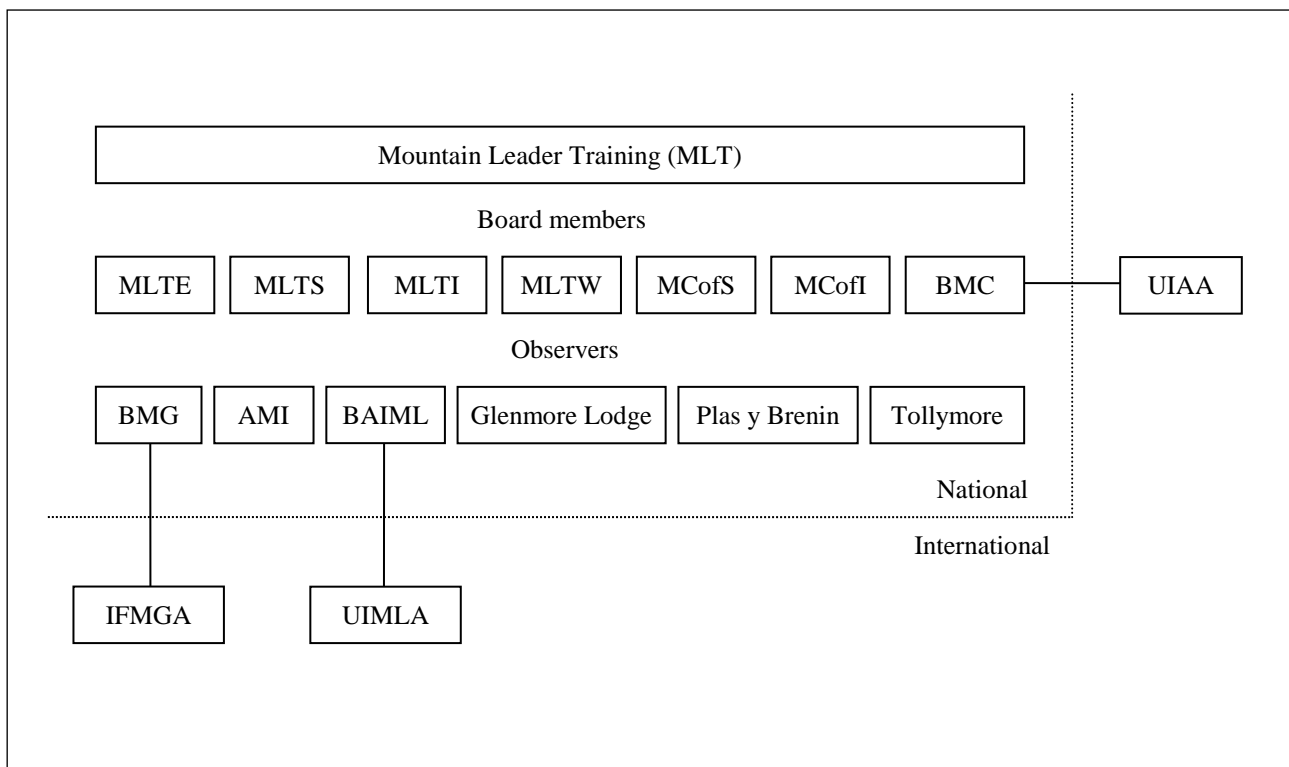 Mountain Leader Training (MLT)
Board members
MLTE MLTS MLTI MLTW MCofS MCofI BMC UIAA
Observers
BMG AMI BAIML Glenmore Lodge Plas y Brenin Tollymore
National
International
IFMGA UIMLA